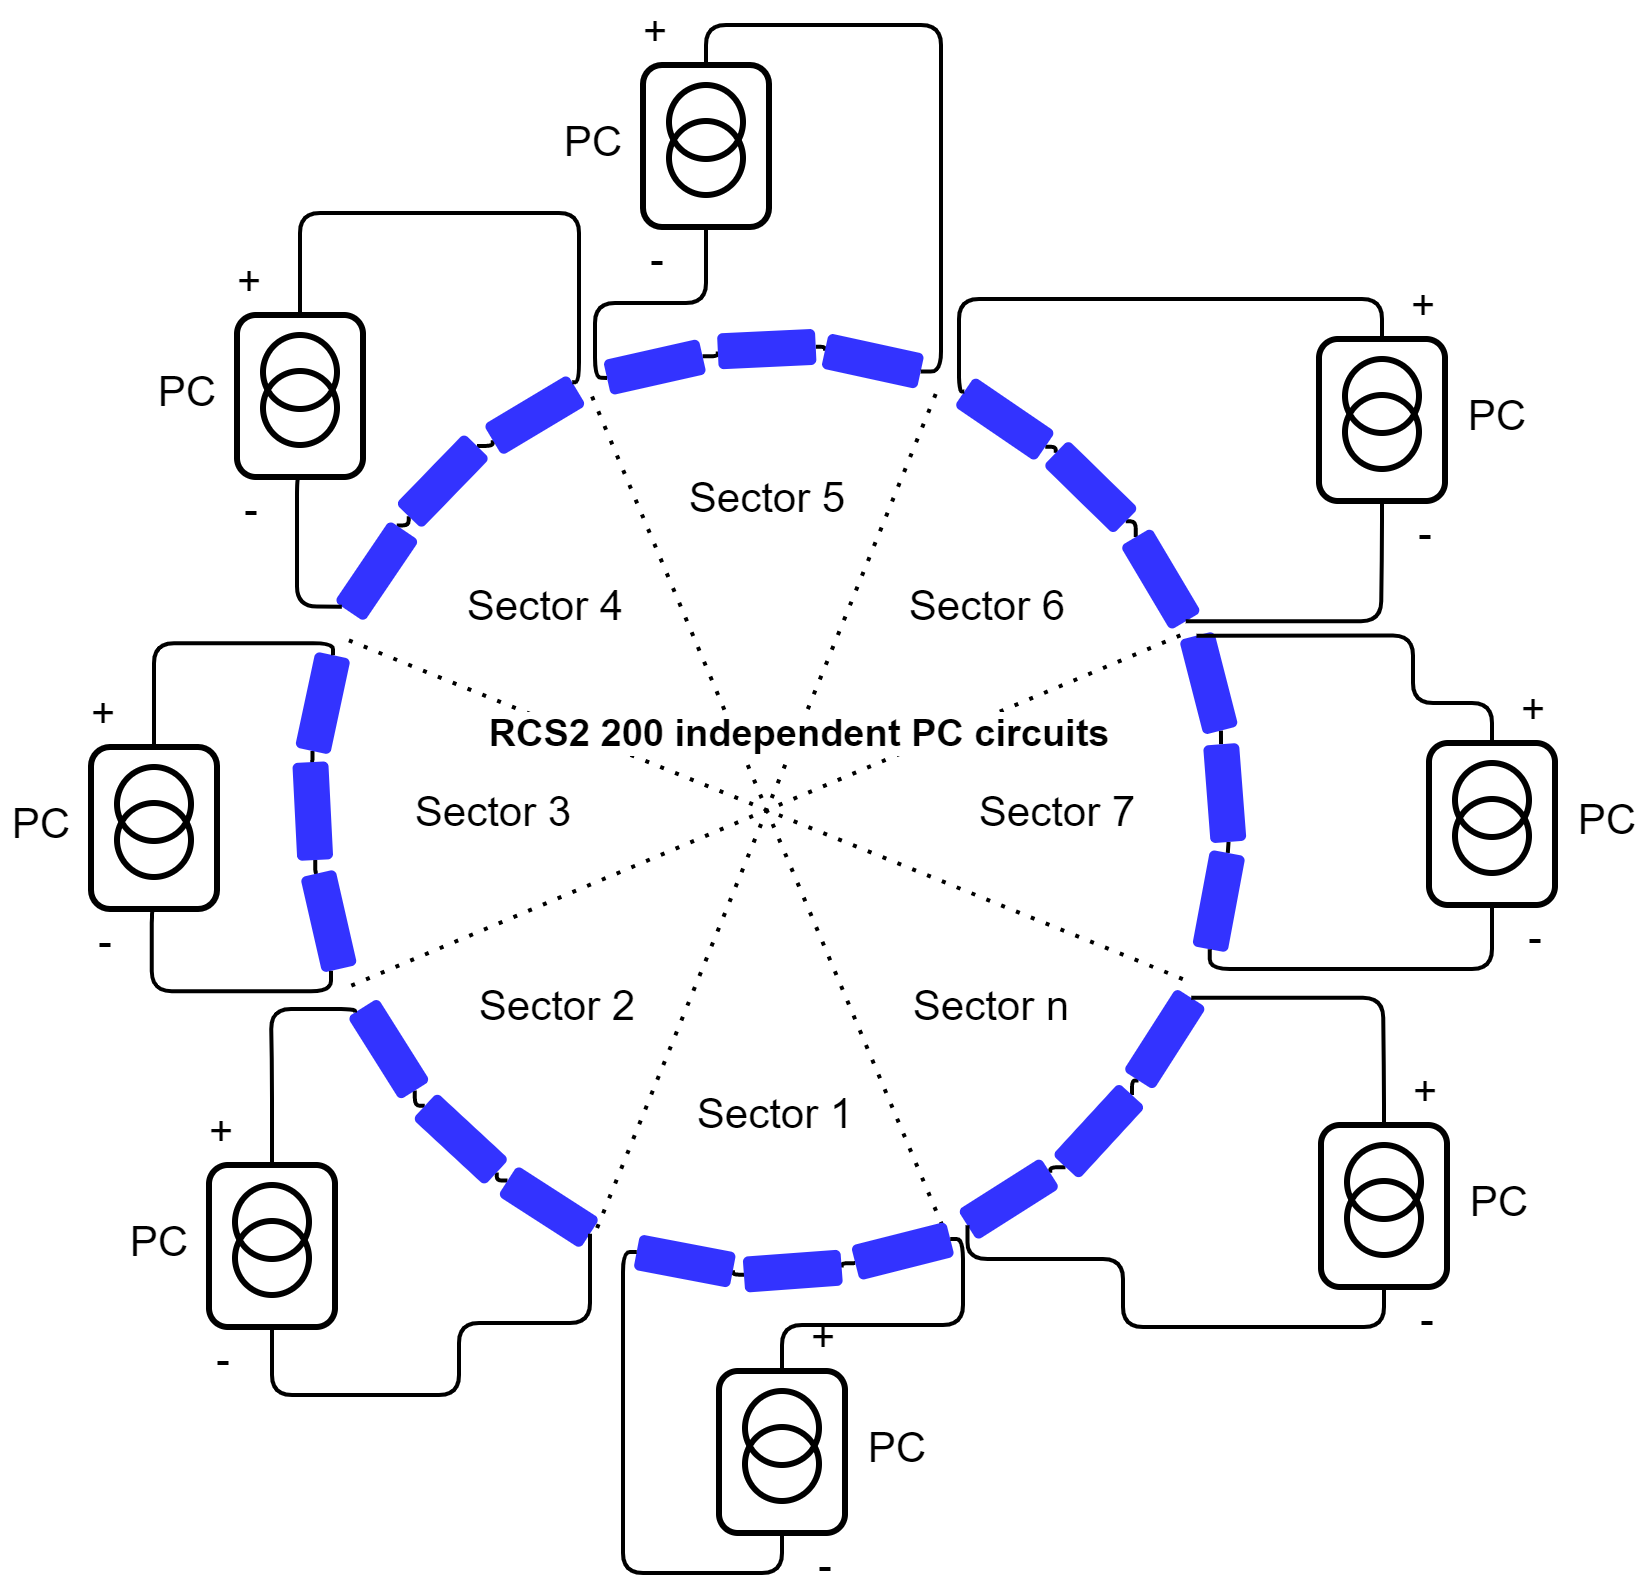 +
PC
-
+
PC
-
+
PC
-
Sector 5
Sector 4
Sector 6
RCS2 200 independent PC circuits
+
PC
-
+
PC
-
Sector 3
Sector 7
Sector 2
Sector n
Sector 1
+
PC
-
+
PC
-
+
PC
-